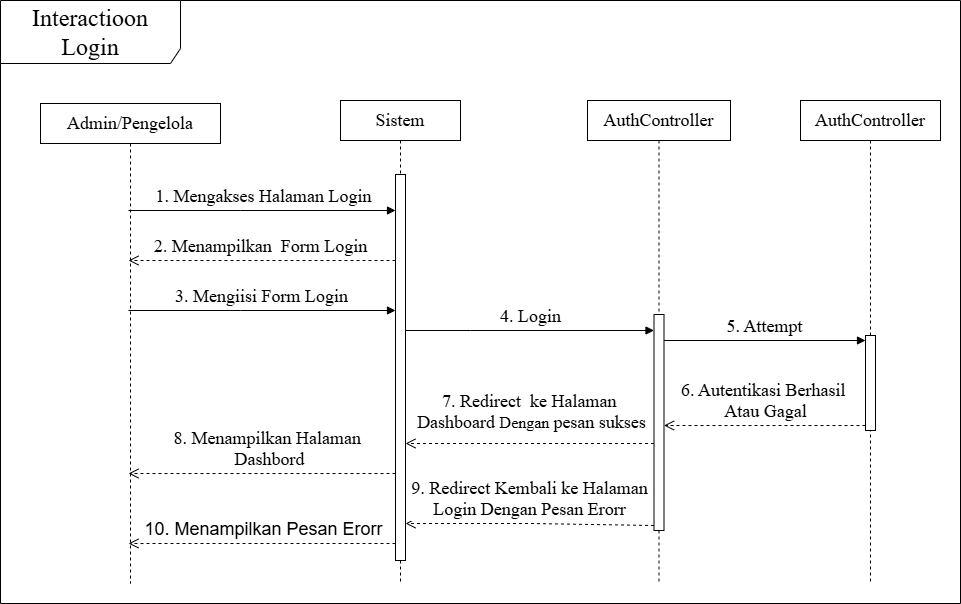 Interactioon
Login
Admin/Pengelola
Sistem
AuthController
AuthController
1. Mengakses Halaman Login
2. Menampilkan Form Login
3. Mengiisi Form Login
4. Login
5. Attempt
6. Autentikasi Berhasil
Atau Gagal
7. Redirect ke Halaman
Dashboard Dengan pesan sukses
8. Menampilkan Halaman
Dashbord
9. Redirect Kembali ke Halaman
Login Dengan Pesan Erorr
10. Menampilkan Pesan Erorr